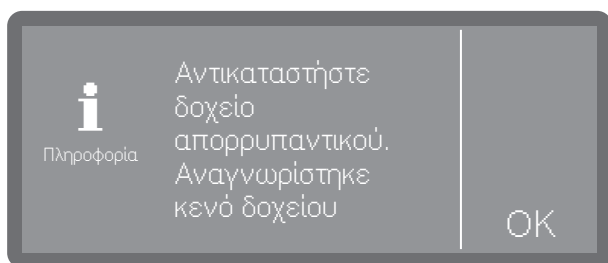 Αντικαταστήστε
δοχείο
απορρυπαντικού.
Αναγνωρίστηκε
κενό δοχείου
Πληροφορία
OK